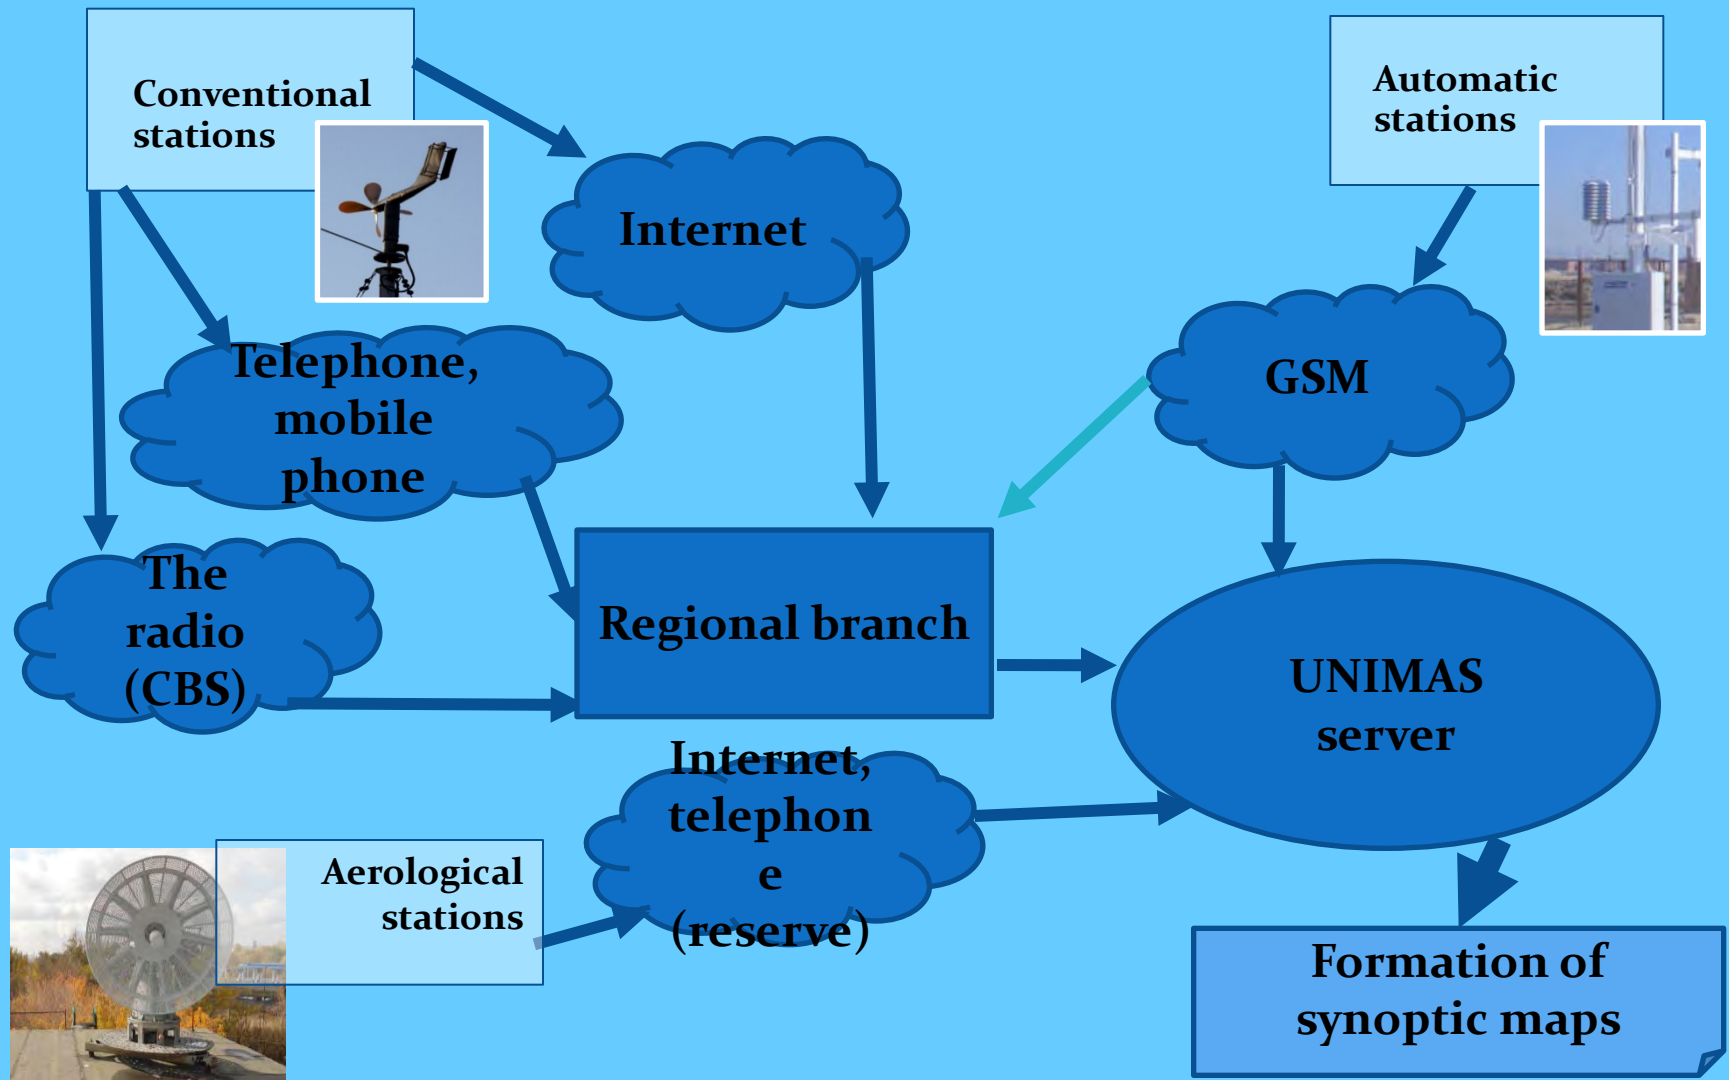 Conventional
stations
Automatic
stations
Internet
Telephone,
mobile
phone
GSM
The
radio
(CBS)
Regional branch
UNIMAS
server
Internet,
telephon
e
(reserve)
Aerological
stations
Formation of
synoptic maps